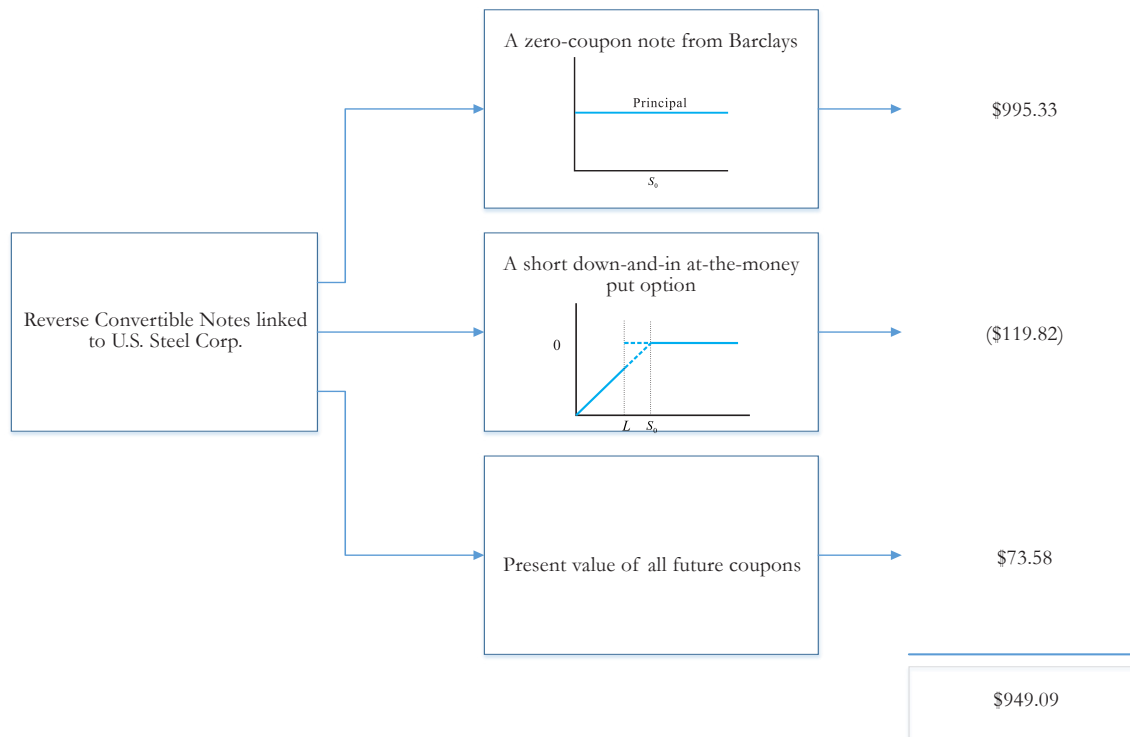 A zero-coupon note from Barclays
Principal
S₀
$995.33
Reverse Convertible Notes linked
to U.S. Steel Corp.
A short down-and-in at-the-money
put option
0
L S₀
($119.82)
Present value of all future coupons
$73.58
$949.09